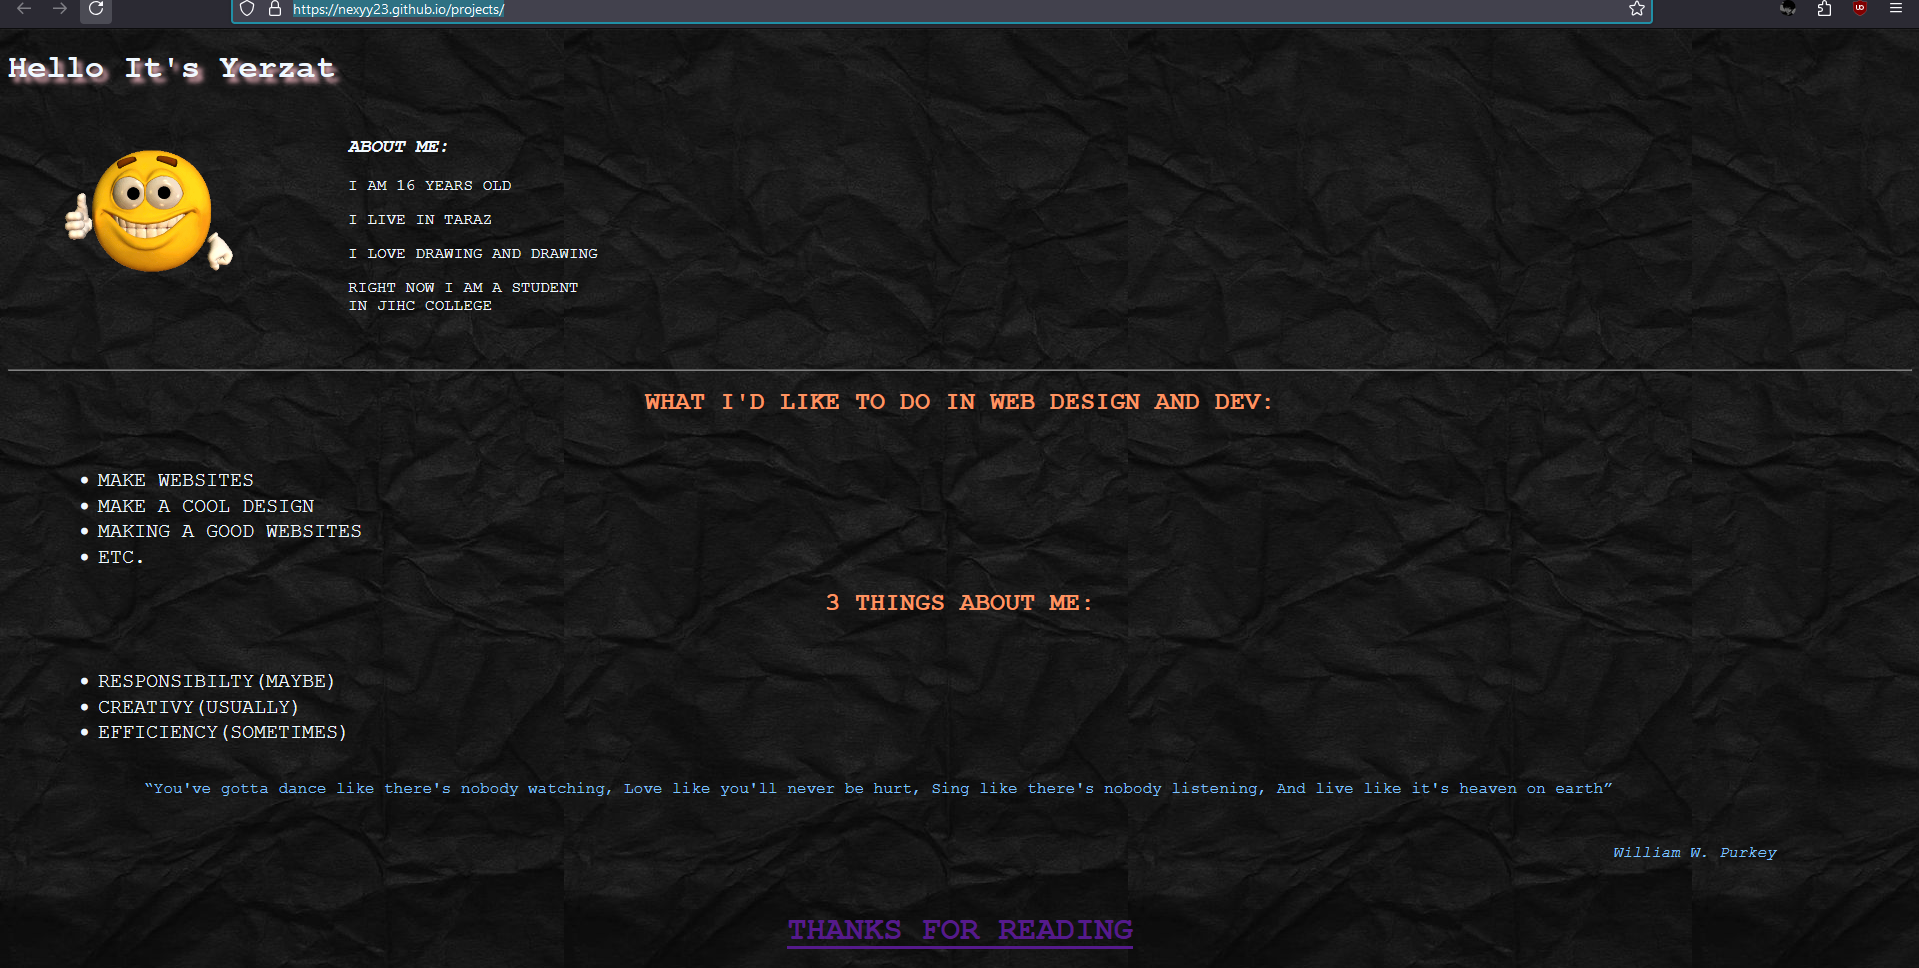 https://nexyy23.github.io/projects/
Hello It's Yerzat
ABOUT ME:
I AM 16 YEARS OLD
I LIVE IN TARAZ
I LOVE DRAWING AND DRAWING
RIGHT NOW I AM A STUDENT
IN JIHC COLLEGE
WHAT I'D LIKE TO DO IN WEB DESIGN AND DEV:
• MAKE WEBSITES
• MAKE A COOL DESIGN
• MAKING A GOOD WEBSITES
• ETC.
3 THINGS ABOUT ME:
• RESPONSIBILTY(MAYBE)
• CREATIVY(USUALLY)
• EFFICIENCY(SOMETIMES)
“You've gotta dance like there's nobody watching, Love like you'll never be hurt, Sing like there's nobody listening, And live like it's heaven on earth”
William W. Purkey
THANKS FOR READING